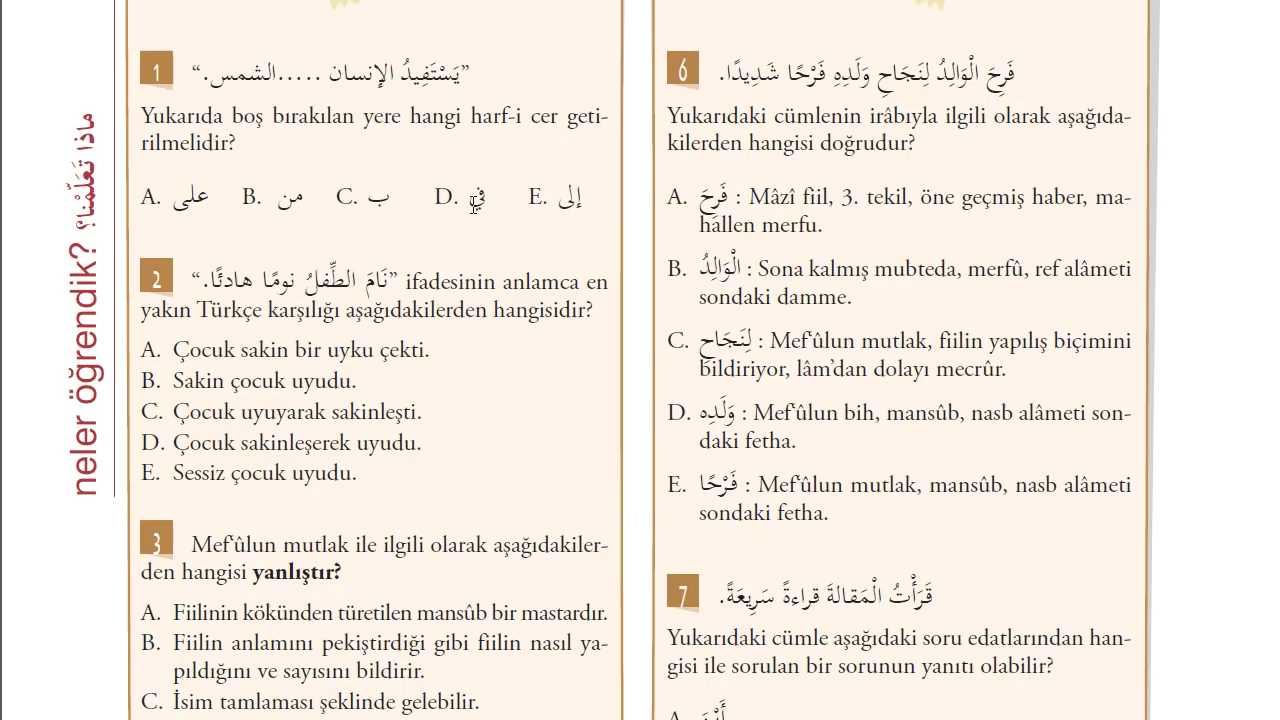 neler öğrendik? ماذا تَعَلَّمْنا؟
1 ”يَسْتَفِيدُ الإنسان .....الشمس.“
Yukarıda boş bırakılan yere hangi harf-i cer geti-
rilmelidir?
A. على B. من C. ب D. في E. إلى
2 ”نَامَ الطِّفلُ نومًا هادئًا.“ ifadesinin anlamca en
yakın Türkçe karşılığı aşağıdakilerden hangisidir?
A. Çocuk sakin bir uyku çekti.
B. Sakin çocuk uyudu.
C. Çocuk uyuyarak sakinleşti.
D. Çocuk sakinleşerek uyudu.
E. Sessiz çocuk uyudu.
3 Mef‘ûlun mutlak ile ilgili olarak aşağıdakiler-
den hangisi yanlıştır?
A. Fiilinin kökünden türetilen mansûb bir mastardır.
B. Fiilin anlamını pekiştirdiği gibi fiilin nasıl ya-
pıldığını ve sayısını bildirir.
C. İsim tamlaması şeklinde gelebilir.
6 فَرِحَ الْوَالِدُ لِنَجَاحِ وَلَدِهِ فَرْحًا شَدِيدًا.
Yukarıdaki cümlenin irâbıyla ilgili olarak aşağıda-
kilerden hangisi doğrudur?
A. فَرِحَ : Mâzî fiil, 3. tekil, öne geçmiş haber, ma-
hallen merfu.
B. الْوَالِدُ : Sona kalmış mubteda, merfû, ref alâmeti
sondaki damme.
C. لِنَجَاحِ : Mef‘ûlun mutlak, fiilin yapılış biçimini
bildiriyor, lâm’dan dolayı mecrûr.
D. وَلَدِه : Mef‘ûlun bih, mansûb, nasb alâmeti son-
daki fetha.
E. فَرْحًا : Mef‘ûlun mutlak, mansûb, nasb alâmeti
sondaki fetha.
7 قَرَأْتُ الْمَقالةَ قراءةً سَرِيعَةً.
Yukarıdaki cümle aşağıdaki soru edatlarından han-
gisi ile sorulan bir sorunun yanıtı olabilir?